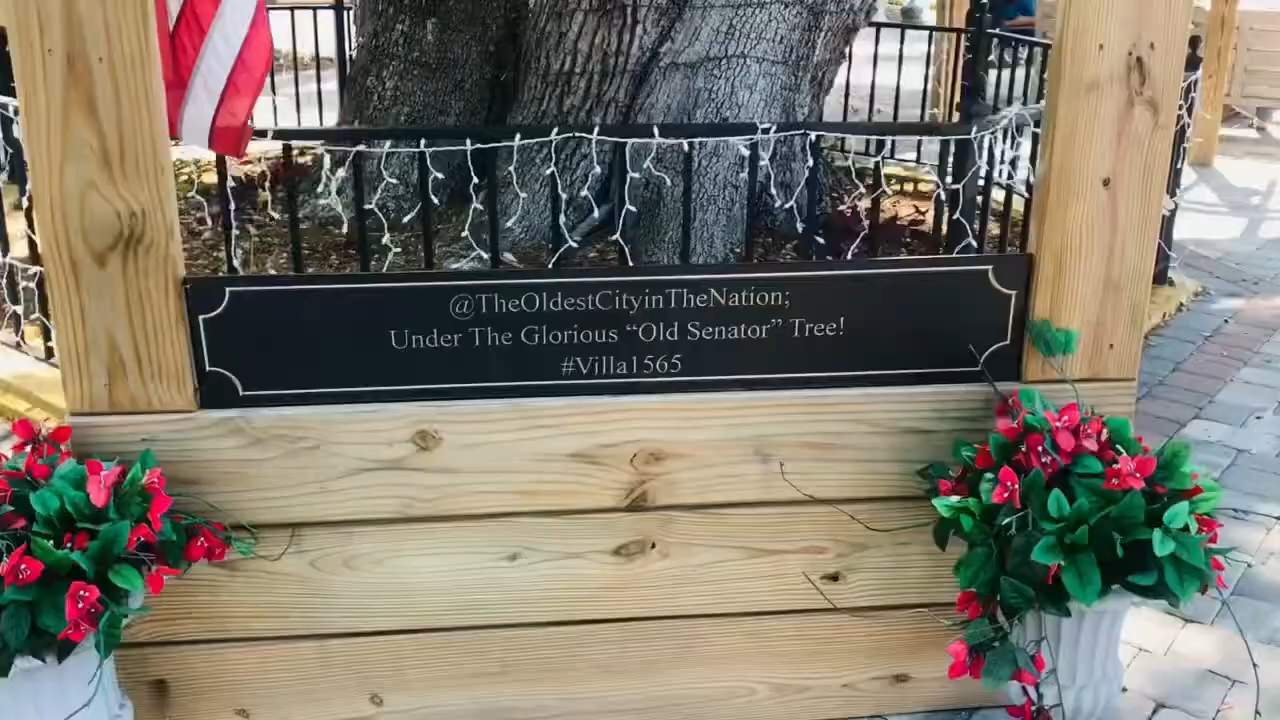 @TheOldestCityinTheNation;
Under The Glorious “Old Senator” Tree!
#Villa1565